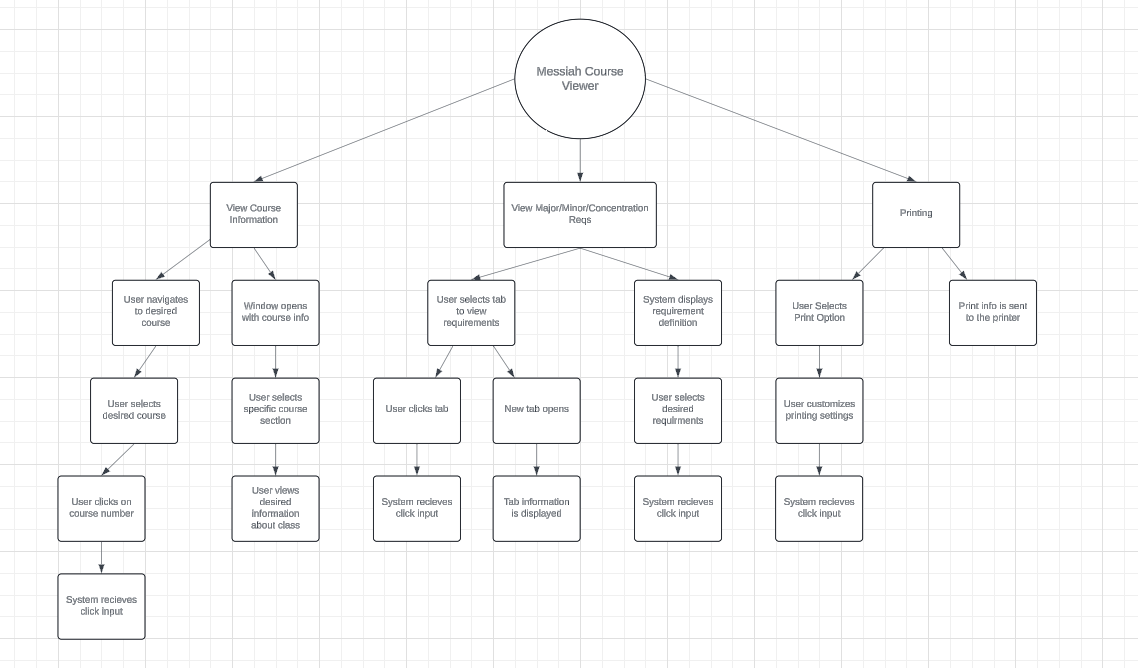 Messiah Course
Viewer
View Course
Information
View Major/Minor/Concentration
Reqs
Printing
User navigates
to desired
course
Window opens
with course info
User selects tab
to view
requirements
System displays
requirement
definition
User Selects
Print Option
Print info is sent
to the printer
User selects
desired course
User selects
specific course
section
User clicks tab
New tab opens
User selects
desired
requirments
User customizes
printing settings
User clicks on
course number
User views
desired
information
about class
System recieves
click input
Tab information
is displayed
System recieves
click input
System recieves
click input
System recieves
click input